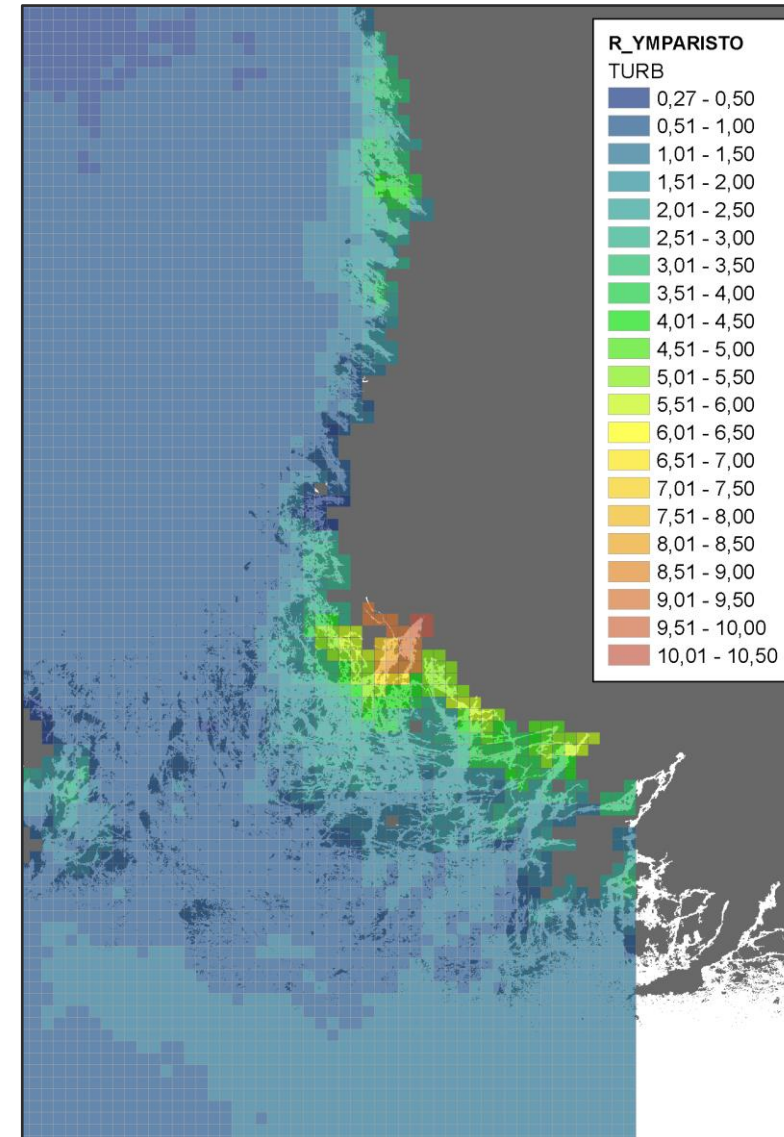 R_YMPARISTO
TURB
0,27 - 0,50
0,51 - 1,00
1,01 - 1,50
1,51 - 2,00
2,01 - 2,50
2,51 - 3,00
3,01 - 3,50
3,51 - 4,00
4,01 - 4,50
4,51 - 5,00
5,01 - 5,50
5,51 - 6,00
6,01 - 6,50
6,51 - 7,00
7,01 - 7,50
7,51 - 8,00
8,01 - 8,50
8,51 - 9,00
9,01 - 9,50
9,51 - 10,00
10,01 - 10,50